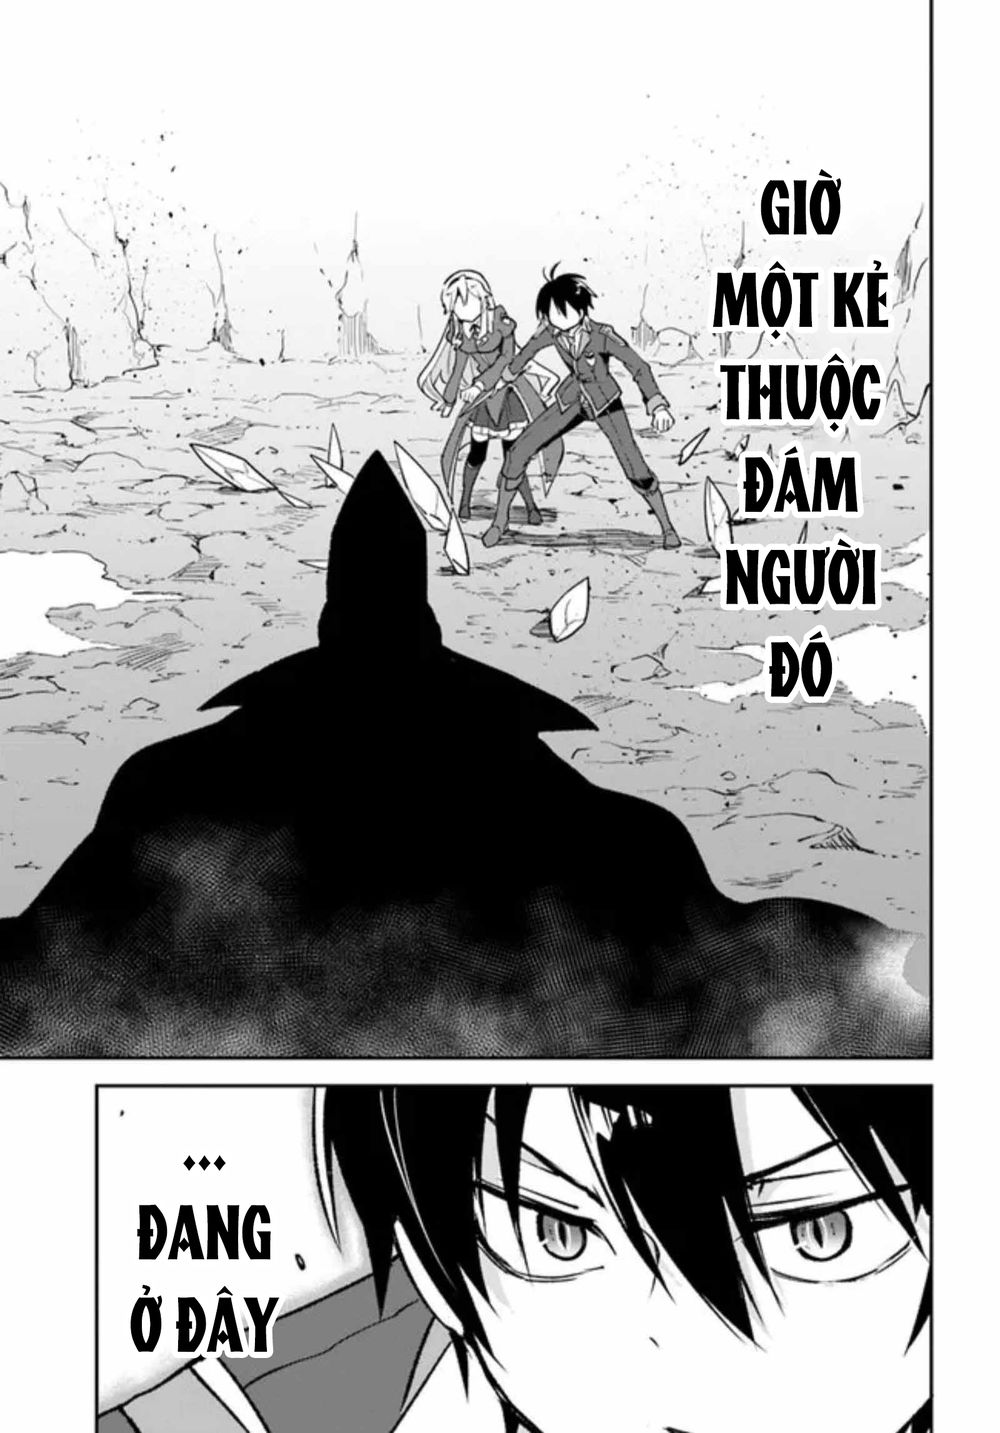 GIỜ
MỘT KẺ
THUỘC
ĐÁM
NGƯỜI
ĐÓ
...
ĐANG
Ở ĐÂY